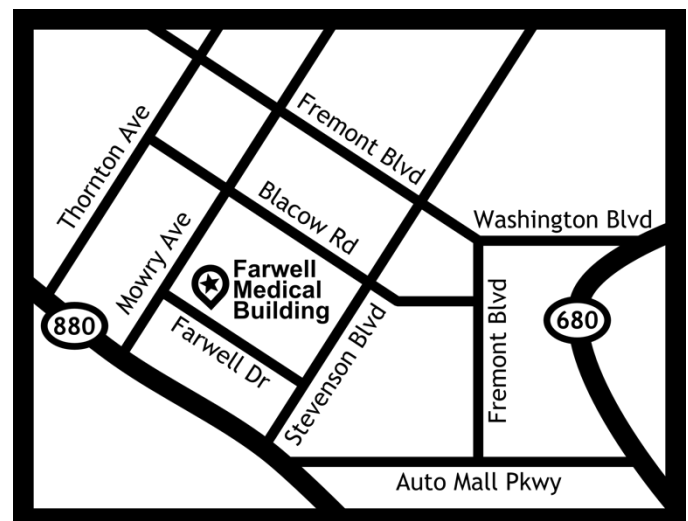 Thornton Ave
Fremont Blvd
Washington Blvd
Blacow Rd
Mowry Ave
Farwell
Medical
Building
880
680
Farwell Dr
Stevenson Blvd
Fremont Blvd
Auto Mall Pkwy